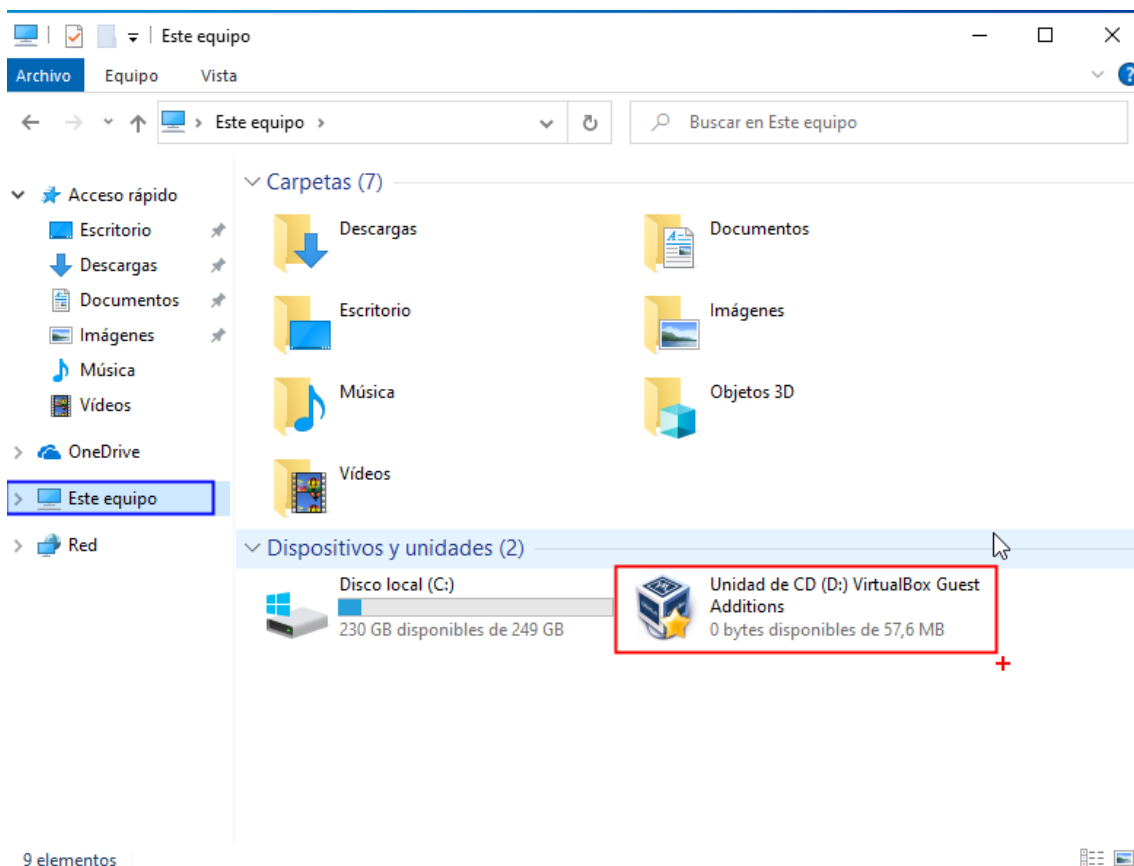 Este equipo
Archivo Equipo Vista
?
Este equipo
Buscar en Este equipo
Acceso rápido
Escritorio
Descargas
Documentos
Imágenes
Música
Vídeos
OneDrive
Este equipo
Red
Carpetas (7)
Descargas
Documentos
Escritorio
Imágenes
Música
Objetos 3D
Vídeos
Dispositivos y unidades (2)
Disco local (C:)
230 GB disponibles de 249 GB
Unidad de CD (D:) VirtualBox Guest
Additions
0 bytes disponibles de 57,6 MB
9 elementos